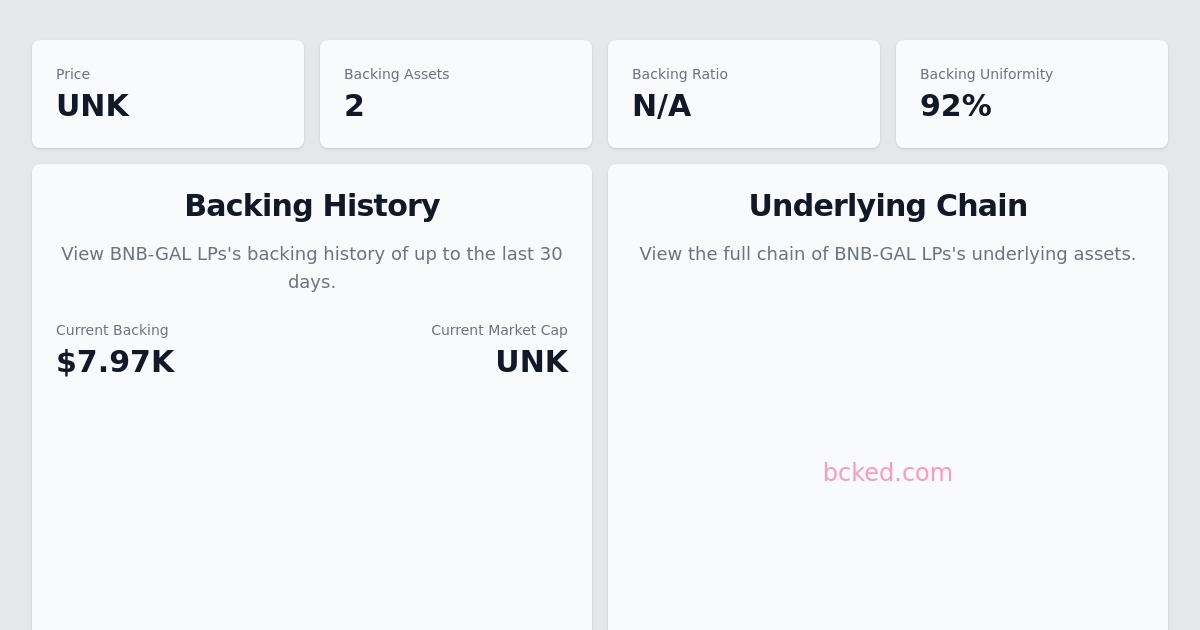 Price
UNK
Backing Assets
2
Backing Ratio
N/A
Backing Uniformity
92%
Backing History
View BNB-GAL LPs's backing history of up to the last 30
days.
Current Backing
$7.97K
Current Market Cap
UNK
Underlying Chain
View the full chain of BNB-GAL LPs's underlying assets.
bcked.com